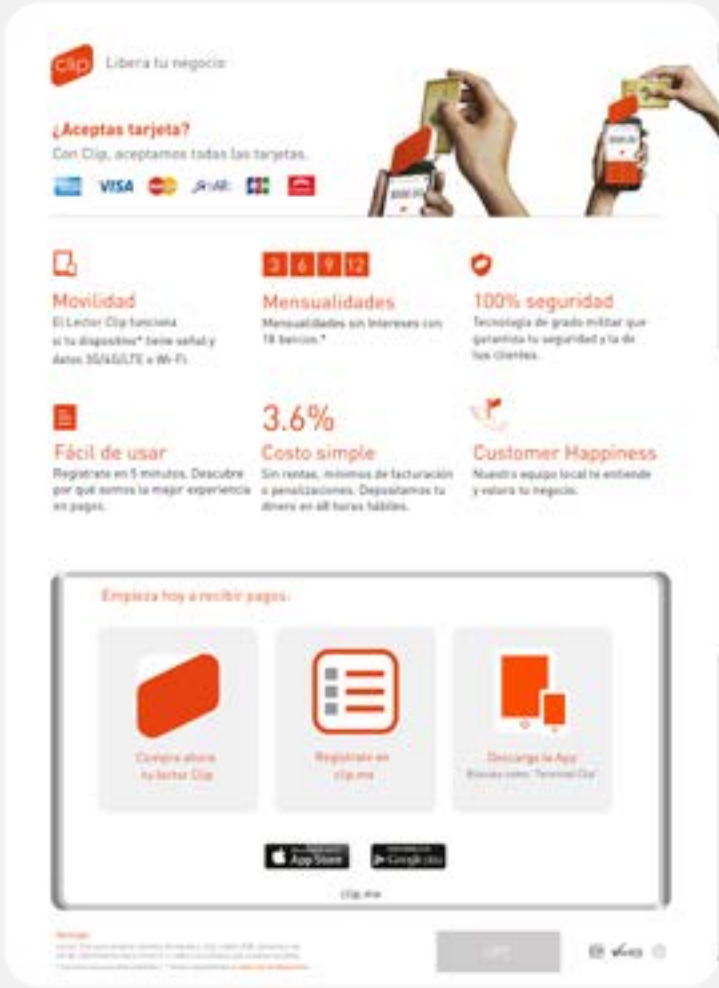 clip Libera tu negocio
¿Aceptas tarjeta?
Con Clip, aceptamos todas las tarjetas.
VISA
3 6 9 12
Movilidad
Mensualidades
100% seguridad
El Lector Clip funciona
si tu dispositivo* tiene señal y
datos 3G/4G/LTE o Wi-Fi.
Mensualidades sin Intereses con
18 bancos.*
Tecnología de grado militar que
garantiza tu seguridad y la de
tus clientes.
3.6%
Fácil de usar
Costo simple
Customer Happiness
Regístrate en 5 minutos. Descubre
por qué somos la mejor experiencia
en pagos.
Sin rentas, mínimos de facturación
o penalizaciones. Depositamos tu
dinero en 48 horas hábiles.
Nuestro equipo local te entiende
y valora tu negocio.
Empieza hoy a recibir pagos:
Compra ahora
tu lector Clip
Regístrate en
clip.mx
Descarga la App
Búscala como "Terminal Clip"
App Store
Google play
clip.mx